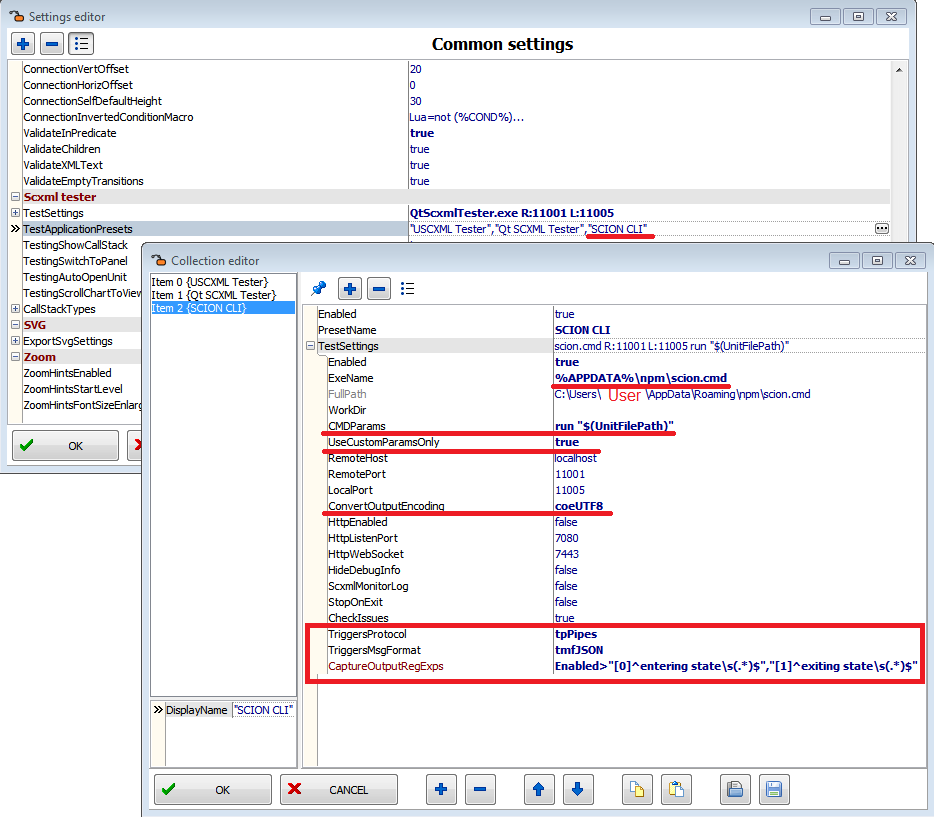 Settings editor
Common settings
ConnectionVertOffset 20
ConnectionHorizOffset 0
ConnectionSelfDefaultHeight 30
ConnectionInvertedConditionMacro Lua=not (%COND%)...
ValidateInPredicate true
ValidateChildren true
ValidateXMLText true
ValidateEmptyTransitions true
Scxml tester
TestSettings QtScxmlTester.exe R:11001 L:11005
TestApplicationPresets "USCXML Tester","Qt SCXML Tester","SCION CLI"
TestingShowCallStack
TestingSwitchToPanel
TestingAutoOpenUnit
TestingScrollChartToView
CallStackTypes
SVG
ExportSvgSettings
Zoom
ZoomHintsEnabled
ZoomHintsStartLevel
ZoomHintsFontSizeEnlarg
OK
Collection editor
Item 0 {USCXML Tester}
Item 1 {Qt SCXML Tester}
Item 2 {SCION CLI}
DisplayName "SCION CLI"
Enabled true
PresetName SCION CLI
TestSettings scion.cmd R:11001 L:11005 run "$(UnitFilePath)"
Enabled true
ExeName %APPDATA%\npm\scion.cmd
FullPath C:\Users\ User \AppData\Roaming\npm\scion.cmd
WorkDir
CMDParams run "$(UnitFilePath)"
UseCustomParamsOnly true
RemoteHost localhost
RemotePort 11001
LocalPort 11005
ConvertOutputEncoding coeUTF8
HttpEnabled false
HttpListenPort 7080
HttpWebSocket 7443
HideDebugInfo false
ScxmlMonitorLog false
StopOnExit false
CheckIssues true
TriggersProtocol tpPipes
TriggersMsgFormat tmfJSON
CaptureOutputRegExps Enabled>"[0]^entering state\s(.*)$","[1]^exiting state\s(.*)$"
OK CANCEL